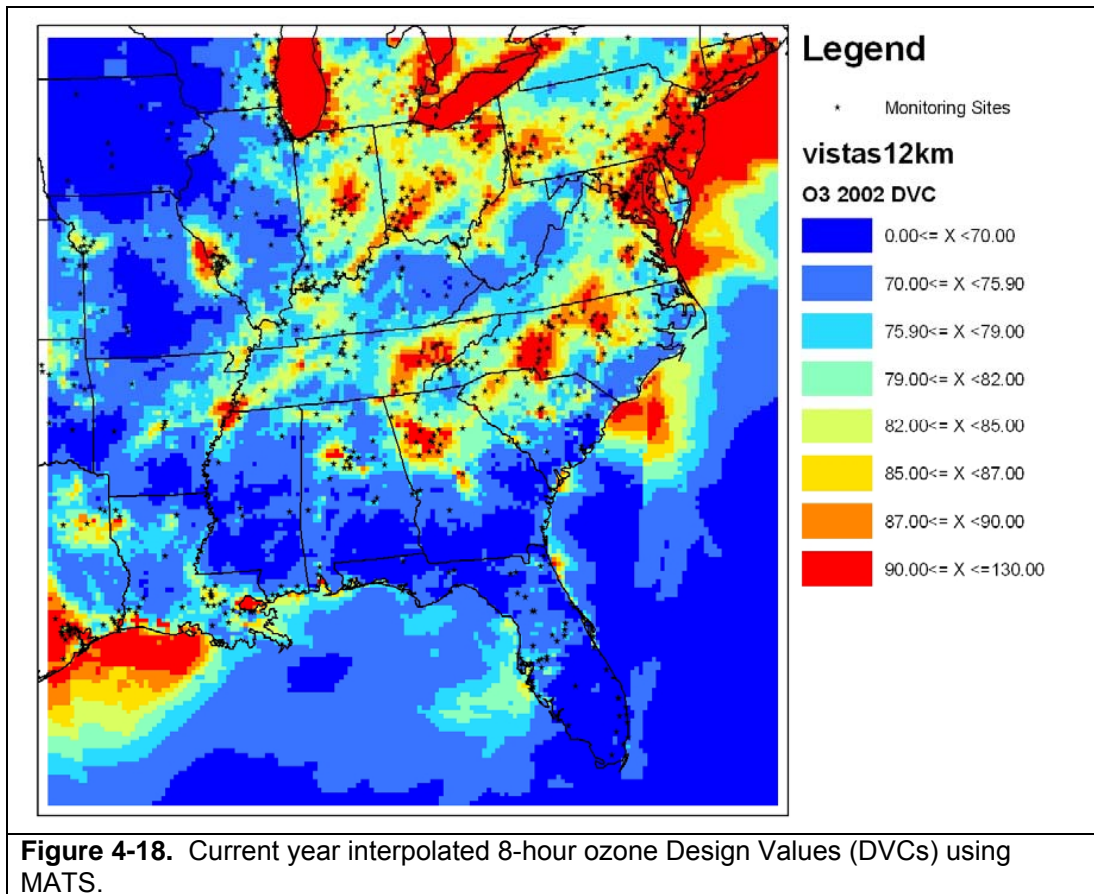 Legend
* Monitoring Sites
vistas12km
O3 2002 DVC
0.00<= X <70.00
70.00<= X <75.90
75.90<= X <79.00
79.00<= X <82.00
82.00<= X <85.00
85.00<= X <87.00
87.00<= X <90.00
90.00<= X <=130.00
Figure 4-18. Current year interpolated 8-hour ozone Design Values (DVCs) using
MATS.